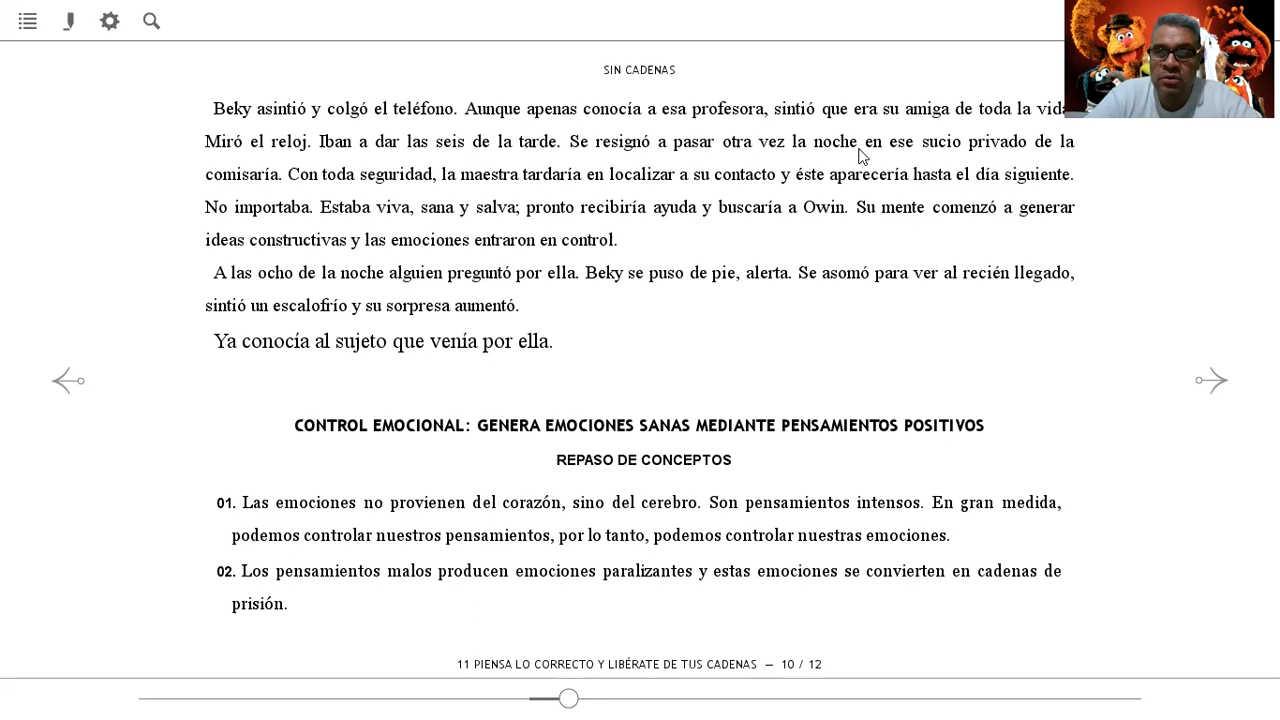 SIN CADENAS
Beky asintió y colgó el teléfono. Aunque apenas conocía a esa profesora, sintió que era su amiga de toda la vida.
Miró el reloj. Iban a dar las seis de la tarde. Se resignó a pasar otra vez la noche en ese sucio privado de la
comisaría. Con toda seguridad, la maestra tardaría en localizar a su contacto y éste aparecería hasta el día siguiente.
No importaba. Estaba viva, sana y salva; pronto recibiría ayuda y buscaría a Owin. Su mente comenzó a generar
ideas constructivas y las emociones entraron en control.
A las ocho de la noche alguien preguntó por ella. Beky se puso de pie, alerta. Se asomó para ver al recién llegado,
sintió un escalofrío y su sorpresa aumentó.
Ya conocía al sujeto que venía por ella.
CONTROL EMOCIONAL: GENERA EMOCIONES SANAS MEDIANTE PENSAMIENTOS POSITIVOS
REPASO DE CONCEPTOS
01. Las emociones no provienen del corazón, sino del cerebro. Son pensamientos intensos. En gran medida,
podemos controlar nuestros pensamientos, por lo tanto, podemos controlar nuestras emociones.
02. Los pensamientos malos producen emociones paralizantes y estas emociones se convierten en cadenas de
prisión.
11 PIENSA LO CORRECTO Y LIBÉRATE DE TUS CADENAS — 10 / 12